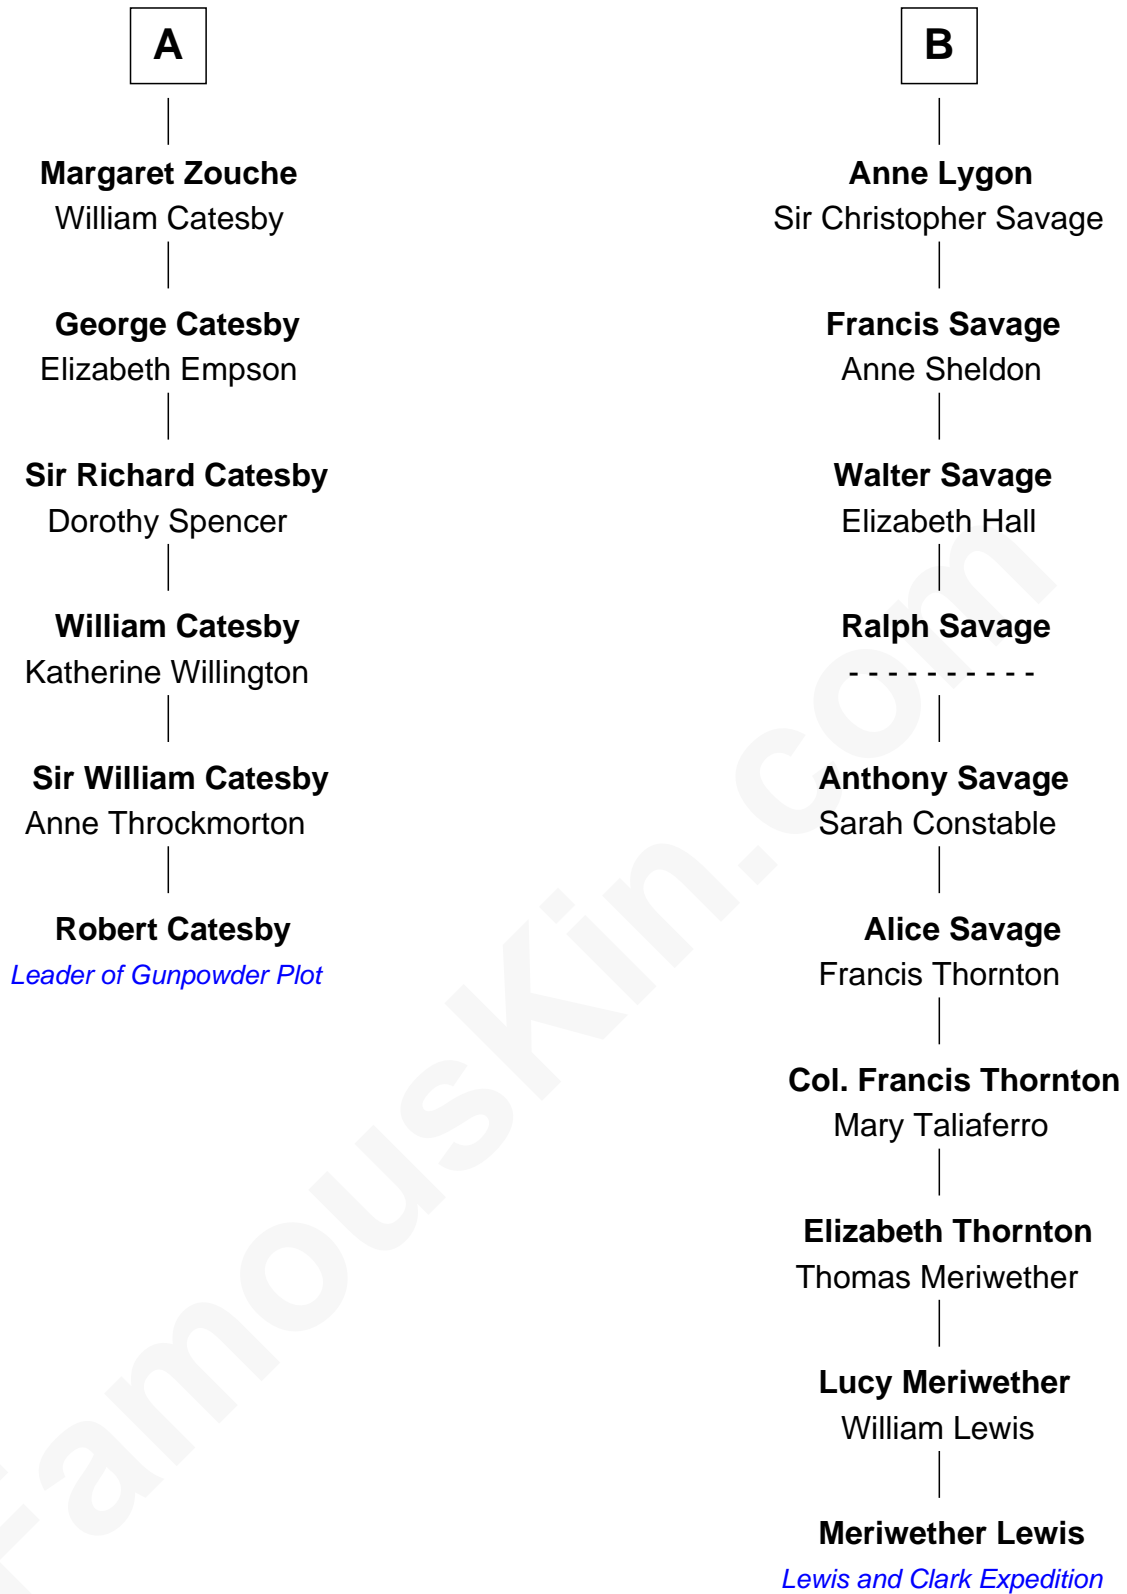 A
Margaret Zouche
William Catesby
George Catesby
Elizabeth Empson
Sir Richard Catesby
Dorothy Spencer
William Catesby
Katherine Willington
Sir William Catesby
Anne Throckmorton
Robert Catesby
Leader of Gunpowder Plot
B
Anne Lygon
Sir Christopher Savage
Francis Savage
Anne Sheldon
Walter Savage
Elizabeth Hall
Ralph Savage
- - - - - - - - - -
Anthony Savage
Sarah Constable
Alice Savage
Francis Thornton
Col. Francis Thornton
Mary Taliaferro
Elizabeth Thornton
Thomas Meriwether
Lucy Meriwether
William Lewis
Meriwether Lewis
Lewis and Clark Expedition
FamousKin.com